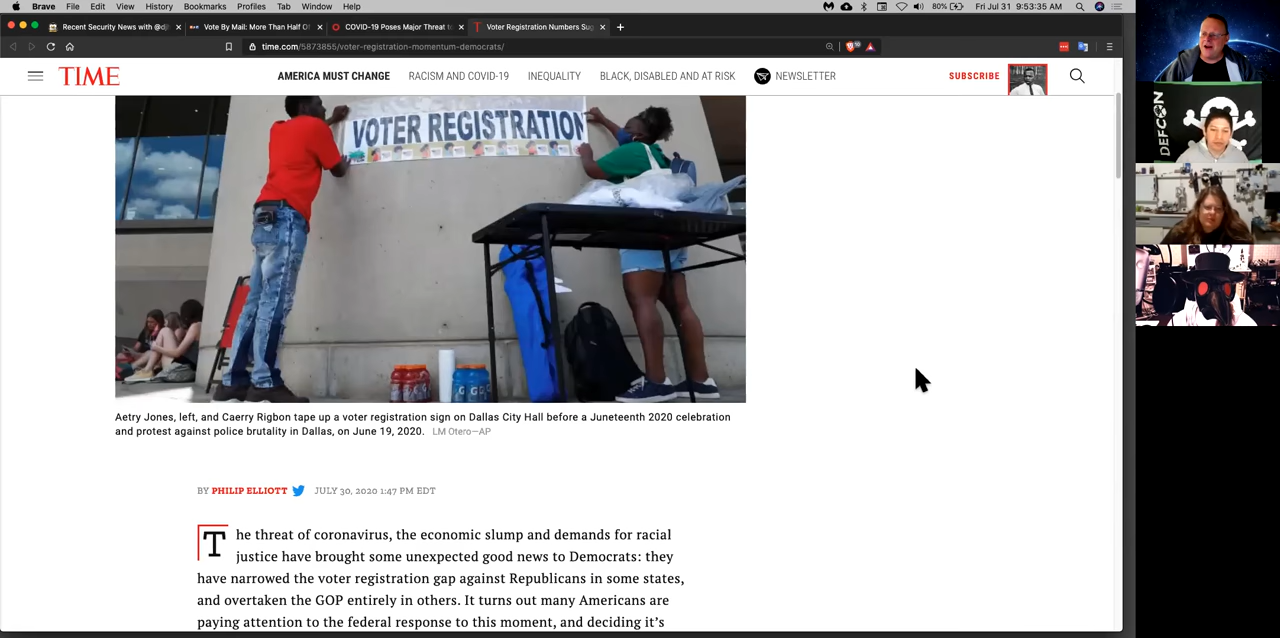 Brave File Edit View History Bookmarks Profiles Tab Window Help 80% Fri Jul 31 9:53:35 AM
Recent Security News with @d Vote By Mail: More Than Half O COVID-19 Poses Major Threat t Voter Registration Numbers Sug
time.com/5873855/voter-registration-momentum-democrats/
TIME AMERICA MUST CHANGE RACISM AND COVID-19 INEQUALITY BLACK, DISABLED AND AT RISK NEWSLETTER SUBSCRIBE
VOTER REGISTRATION
DEFCON
Aetry Jones, left, and Caerry Rigbon tape up a voter registration sign on Dallas City Hall before a Juneteenth 2020 celebration
and protest against police brutality in Dallas, on June 19, 2020. LM Otero—AP
BY PHILIP ELLIOTT JULY 30, 2020 1:47 PM EDT
The threat of coronavirus, the economic slump and demands for racial
justice have brought some unexpected good news to Democrats: they
have narrowed the voter registration gap against Republicans in some states,
and overtaken the GOP entirely in others. It turns out many Americans are
paying attention to the federal response to this moment, and deciding it's